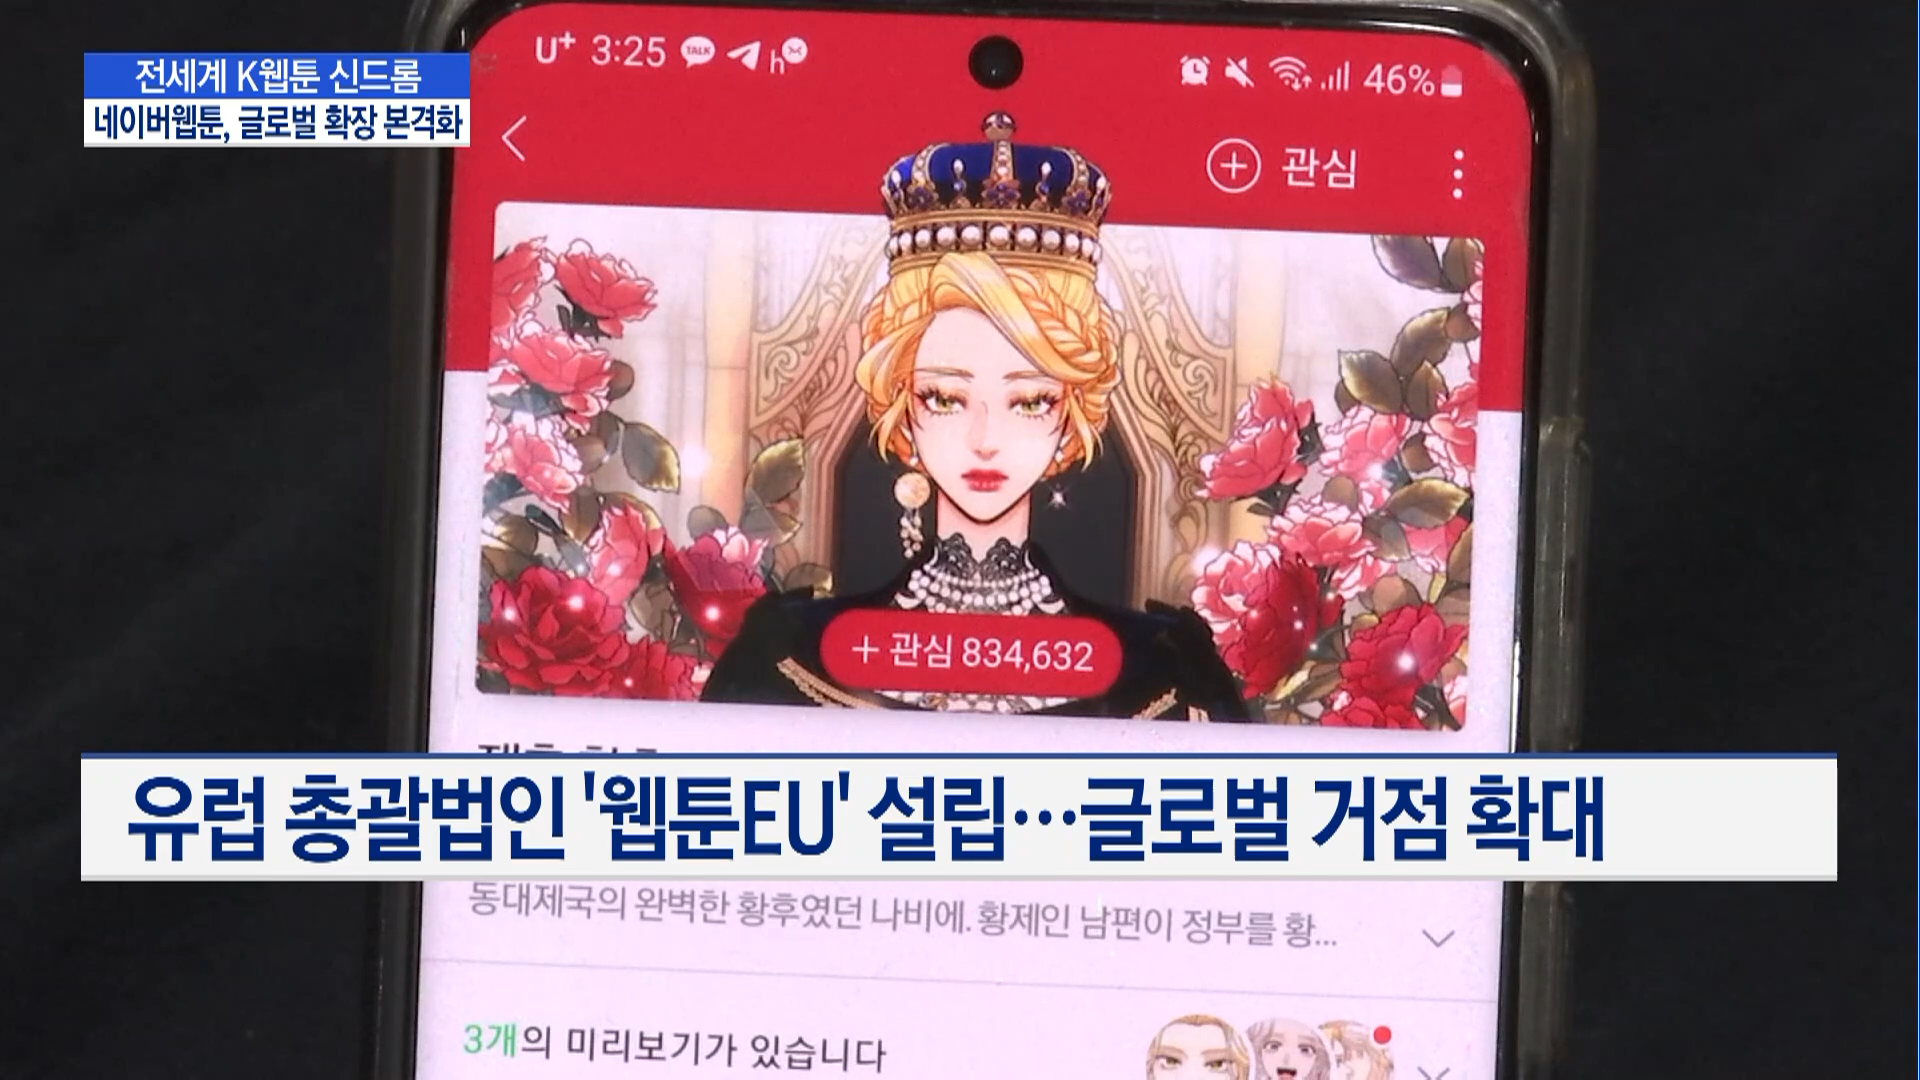 U+ 3:25 TALK h
46%
전세계 K웹툰 신드롬
네이버웹툰, 글로벌 확장 본격화
관심
+ 관심 834,632
유럽 총괄법인 '웹툰EU' 설립…글로벌 거점 확대
동대제국의 완벽한 황후였던 나비에. 황제인 남편이 정부를 황...
3개의 미리보기가 있습니다